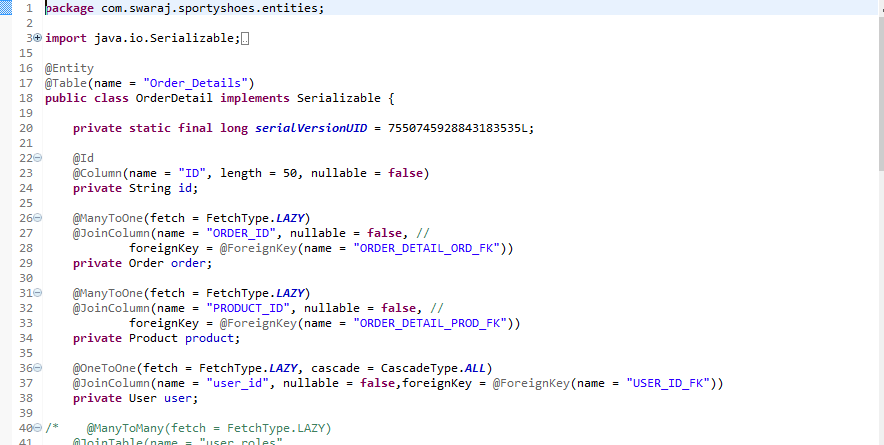 1 package com.swaraj.sportyshoes.entities;
2
3 import java.io.Serializable;
15
16 @Entity
17 @Table(name = "Order_Details")
18 public class OrderDetail implements Serializable {
19
20 private static final long serialVersionUID = 7550745928843183535L;
21
22 @Id
23 @Column(name = "ID", length = 50, nullable = false)
24 private String id;
25
26 @ManyToOne(fetch = FetchType.LAZY)
27 @JoinColumn(name = "ORDER_ID", nullable = false, //
28 foreignKey = @ForeignKey(name = "ORDER_DETAIL_ORD_FK"))
29 private Order order;
30
31 @ManyToOne(fetch = FetchType.LAZY)
32 @JoinColumn(name = "PRODUCT_ID", nullable = false, //
33 foreignKey = @ForeignKey(name = "ORDER_DETAIL_PROD_FK"))
34 private Product product;
35
36 @OneToOne(fetch = FetchType.LAZY, cascade = CascadeType.ALL)
37 @JoinColumn(name = "user_id", nullable = false,foreignKey = @ForeignKey(name = "USER_ID_FK"))
38 private User user;
39
40 /* @ManyToMany(fetch = FetchType.LAZY)
41 @JoinTable(name = "user_roles"